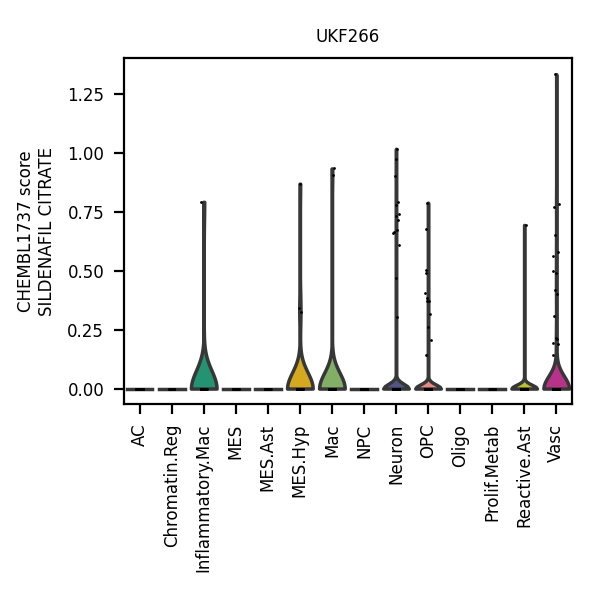 UKF266
CHEMBL1737 score
SILDENAFIL CITRATE
1.25
1.00
0.75
0.50
0.25
0.00
AC
Chromatin.Reg
Inflammatory.Mac
MES
MES.Ast
MES.Hyp
Mac
NPC
Neuron
OPC
Oligo
Prolif.Metab
Reactive.Ast
Vasc